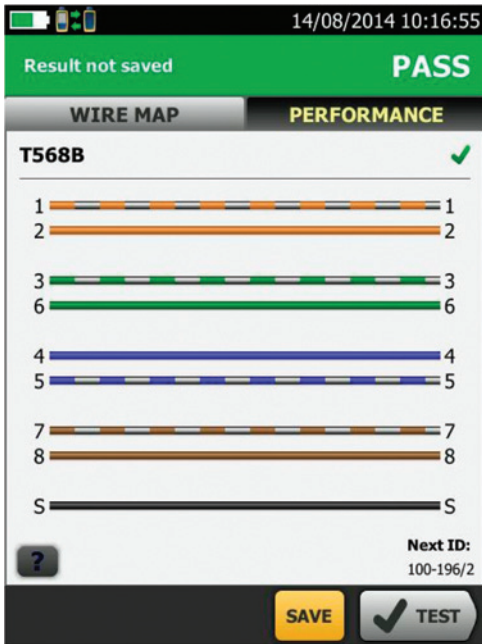 14/08/2014 10:16:55
Result not saved PASS
WIRE MAP PERFORMANCE
T568B
1 1
2 2
3 3
6 6
4 4
5 5
7 7
8 8
S S
Next ID:
? 100-196/2
SAVE TEST